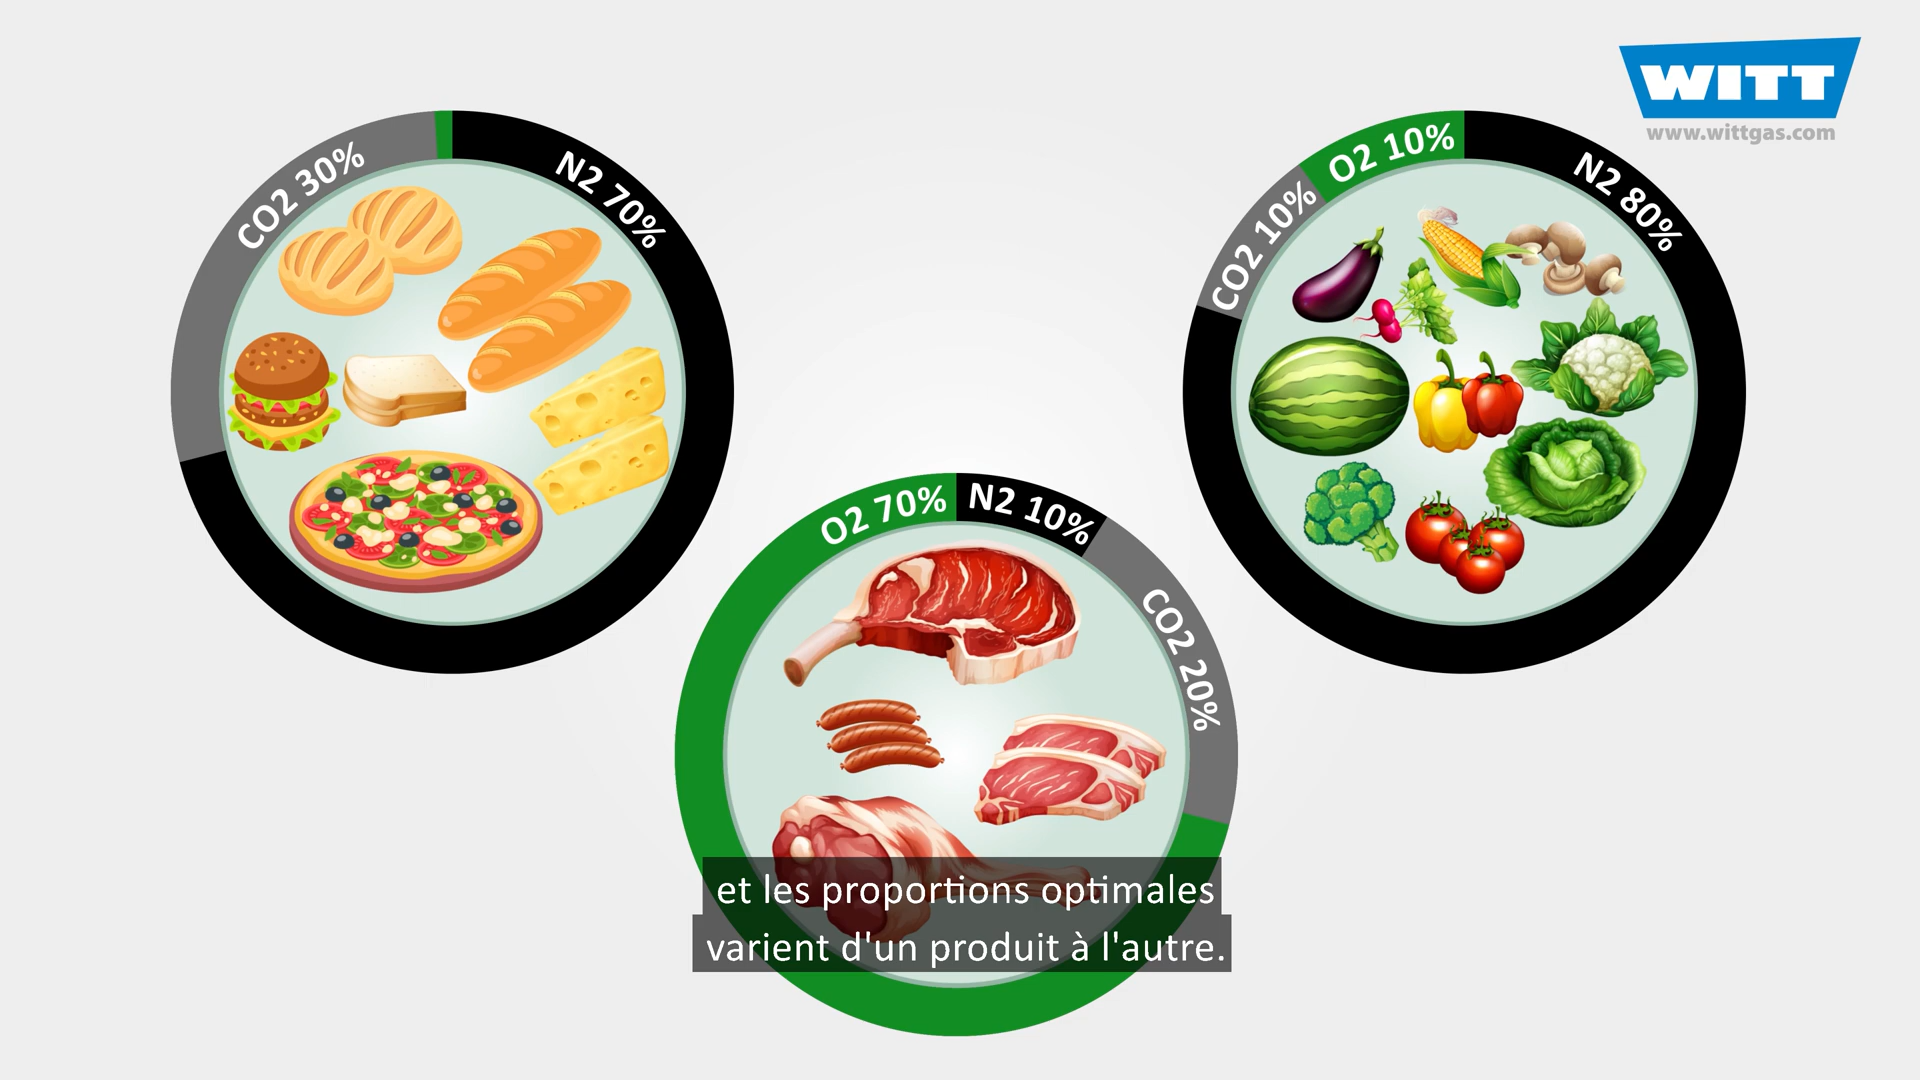 WITT
www.wittgas.com
CO2 30%
N2 70%
CO2 10%
O2 10%
N2 80%
O2 70%
N2 10%
CO2 20%
et les proportions optimales
varient d'un produit à l'autre.